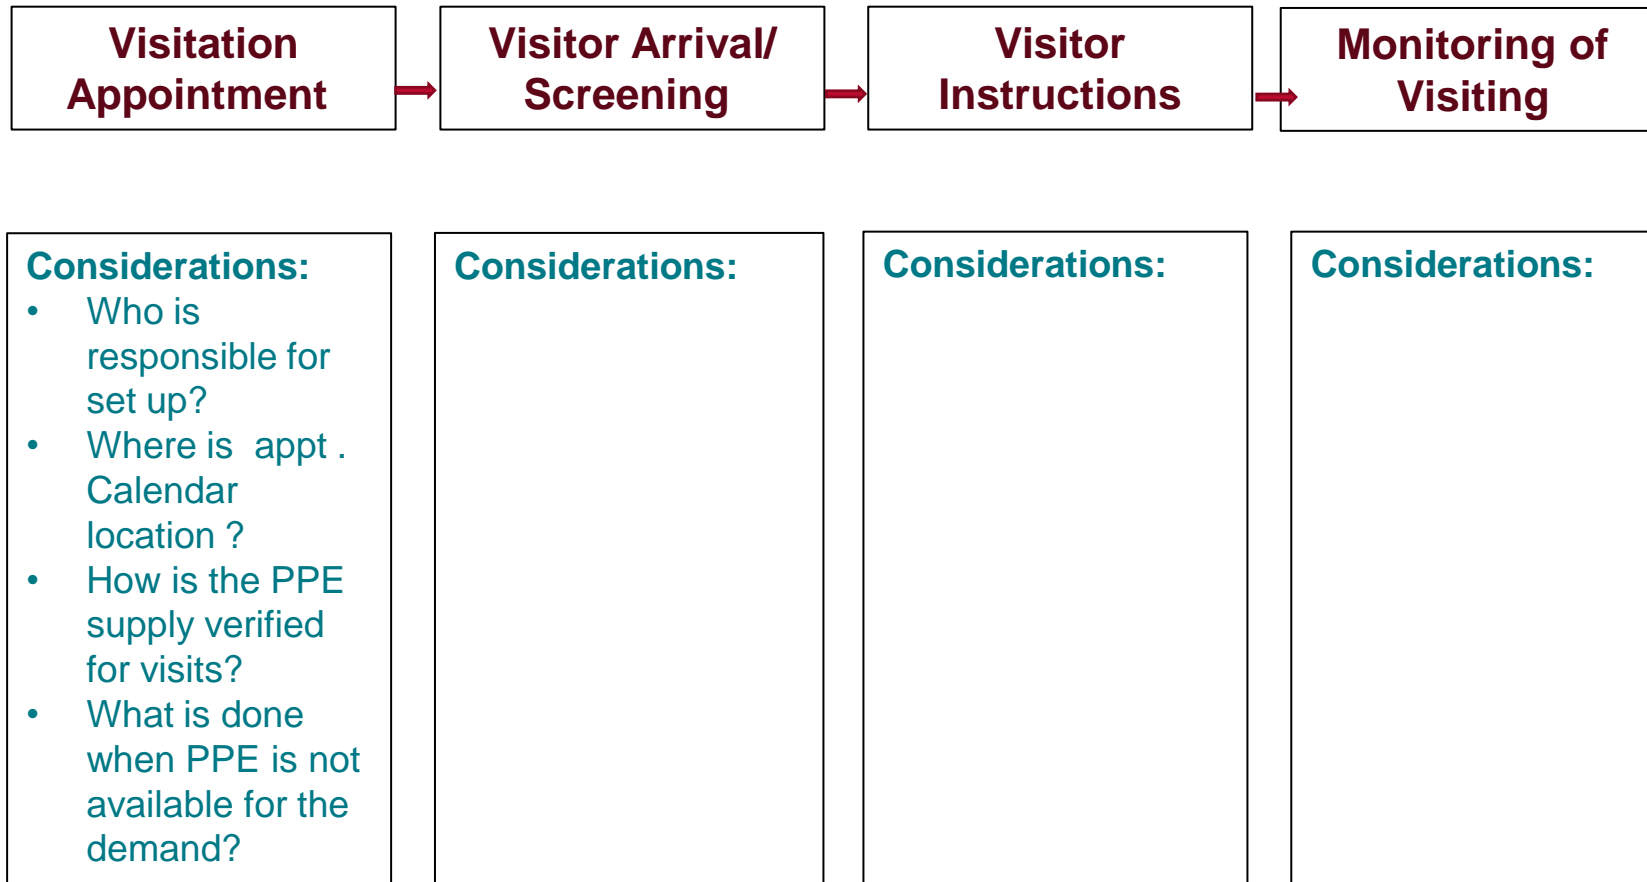 Visitation
Appointment
Visitor Arrival/
Screening
Visitor
Instructions
Monitoring of
Visiting
Considerations:
• Who is
responsible for
set up?
• Where is  appt .
Calendar
location ?
• How is the PPE
supply verified
for visits?
• What is done
when PPE is not
available for the
demand?
Considerations:
Considerations:
Considerations: